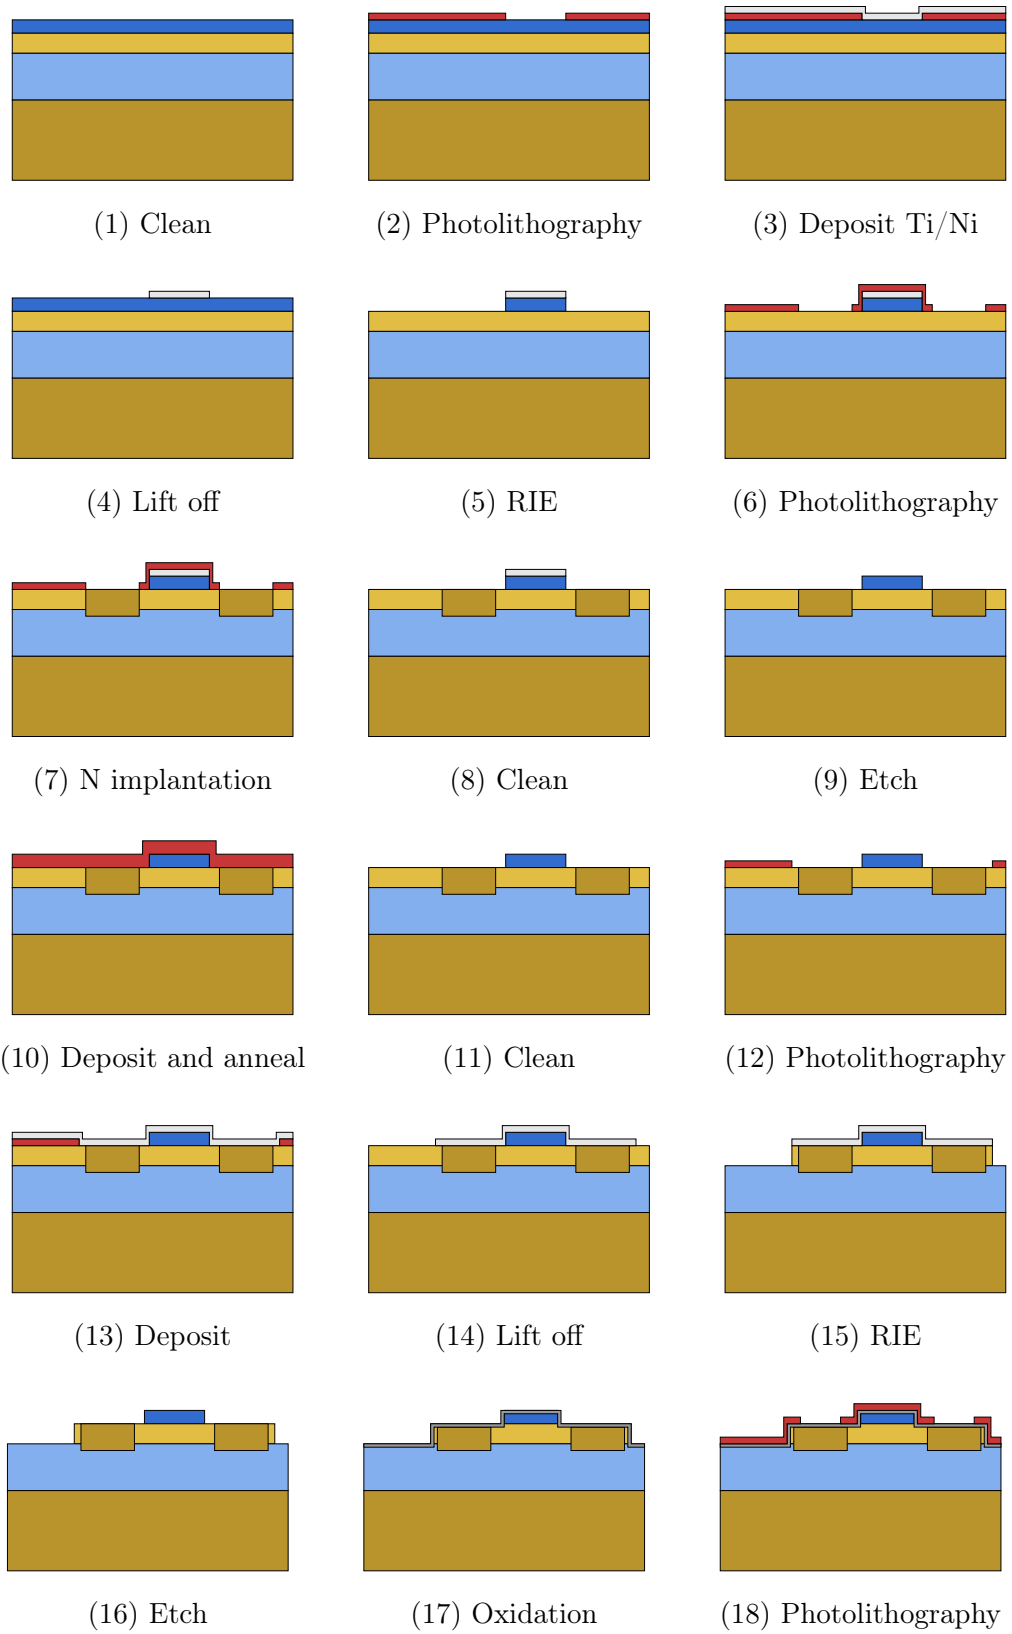 (1) Clean
(2) Photolithography
(3) Deposit Ti/Ni
(4) Lift off
(5) RIE
(6) Photolithography
(7) N implantation
(8) Clean
(9) Etch
(10) Deposit and anneal
(11) Clean
(12) Photolithography
(13) Deposit
(14) Lift off
(15) RIE
(16) Etch
(17) Oxidation
(18) Photolithography